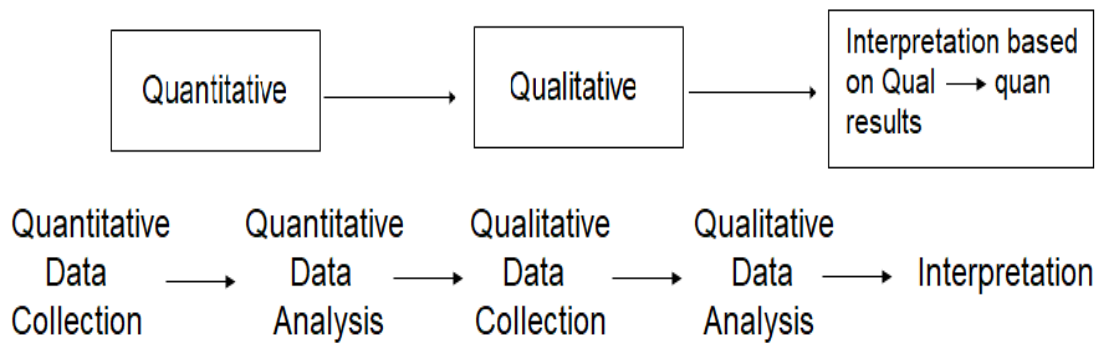 Quantitative
Qualitative
Interpretation based
on Qual → quan
results
Quantitative
Data
Collection
Quantitative
Data
Analysis
Qualitative
Data
Collection
Qualitative
Data
Analysis
Interpretation